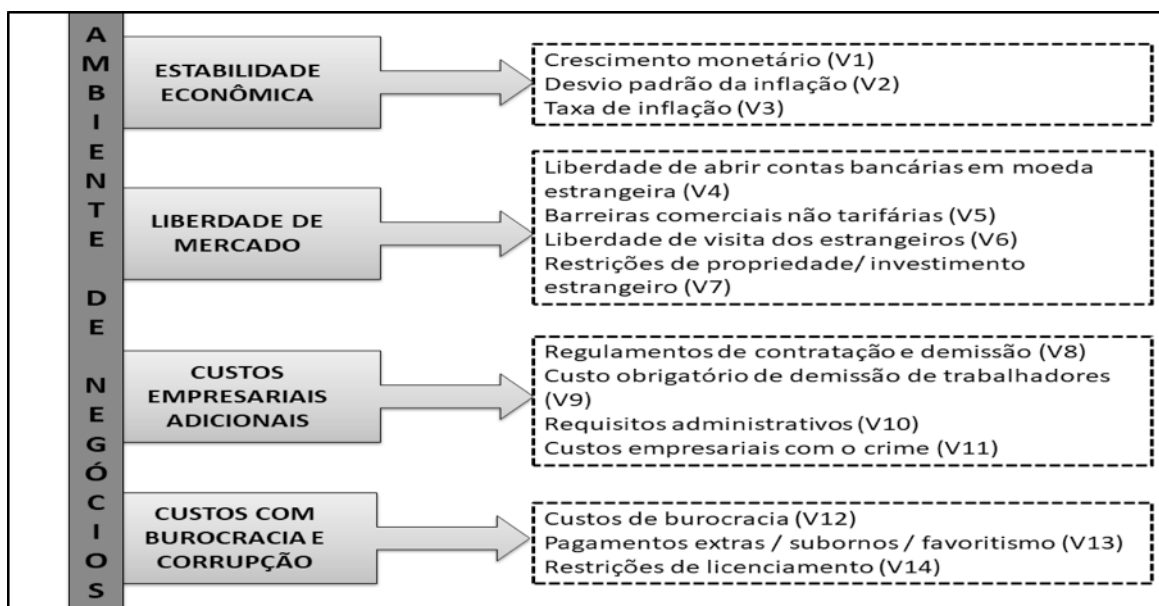 AMBIENTE DE NEGÓCIOS
ESTABILIDADE
ECONÔMICA
Crescimento monetário (V1)
Desvio padrão da inflação (V2)
Taxa de inflação (V3)
LIBERDADE DE
MERCADO
Liberdade de abrir contas bancárias em moeda
estrangeira (V4)
Barreiras comerciais não tarifárias (V5)
Liberdade de visita dos estrangeiros (V6)
Restrições de propriedade/ investimento
estrangeiro (V7)
CUSTOS
EMPRESARIAIS
ADICIONAIS
Regulamentos de contratação e demissão (V8)
Custo obrigatório de demissão de trabalhadores
(V9)
Requisitos administrativos (V10)
Custos empresariais com o crime (V11)
CUSTOS COM
BUROCRACIA E
CORRUPÇÃO
Custos de burocracia (V12)
Pagamentos extras / subornos / favoritismo (V13)
Restrições de licenciamento (V14)